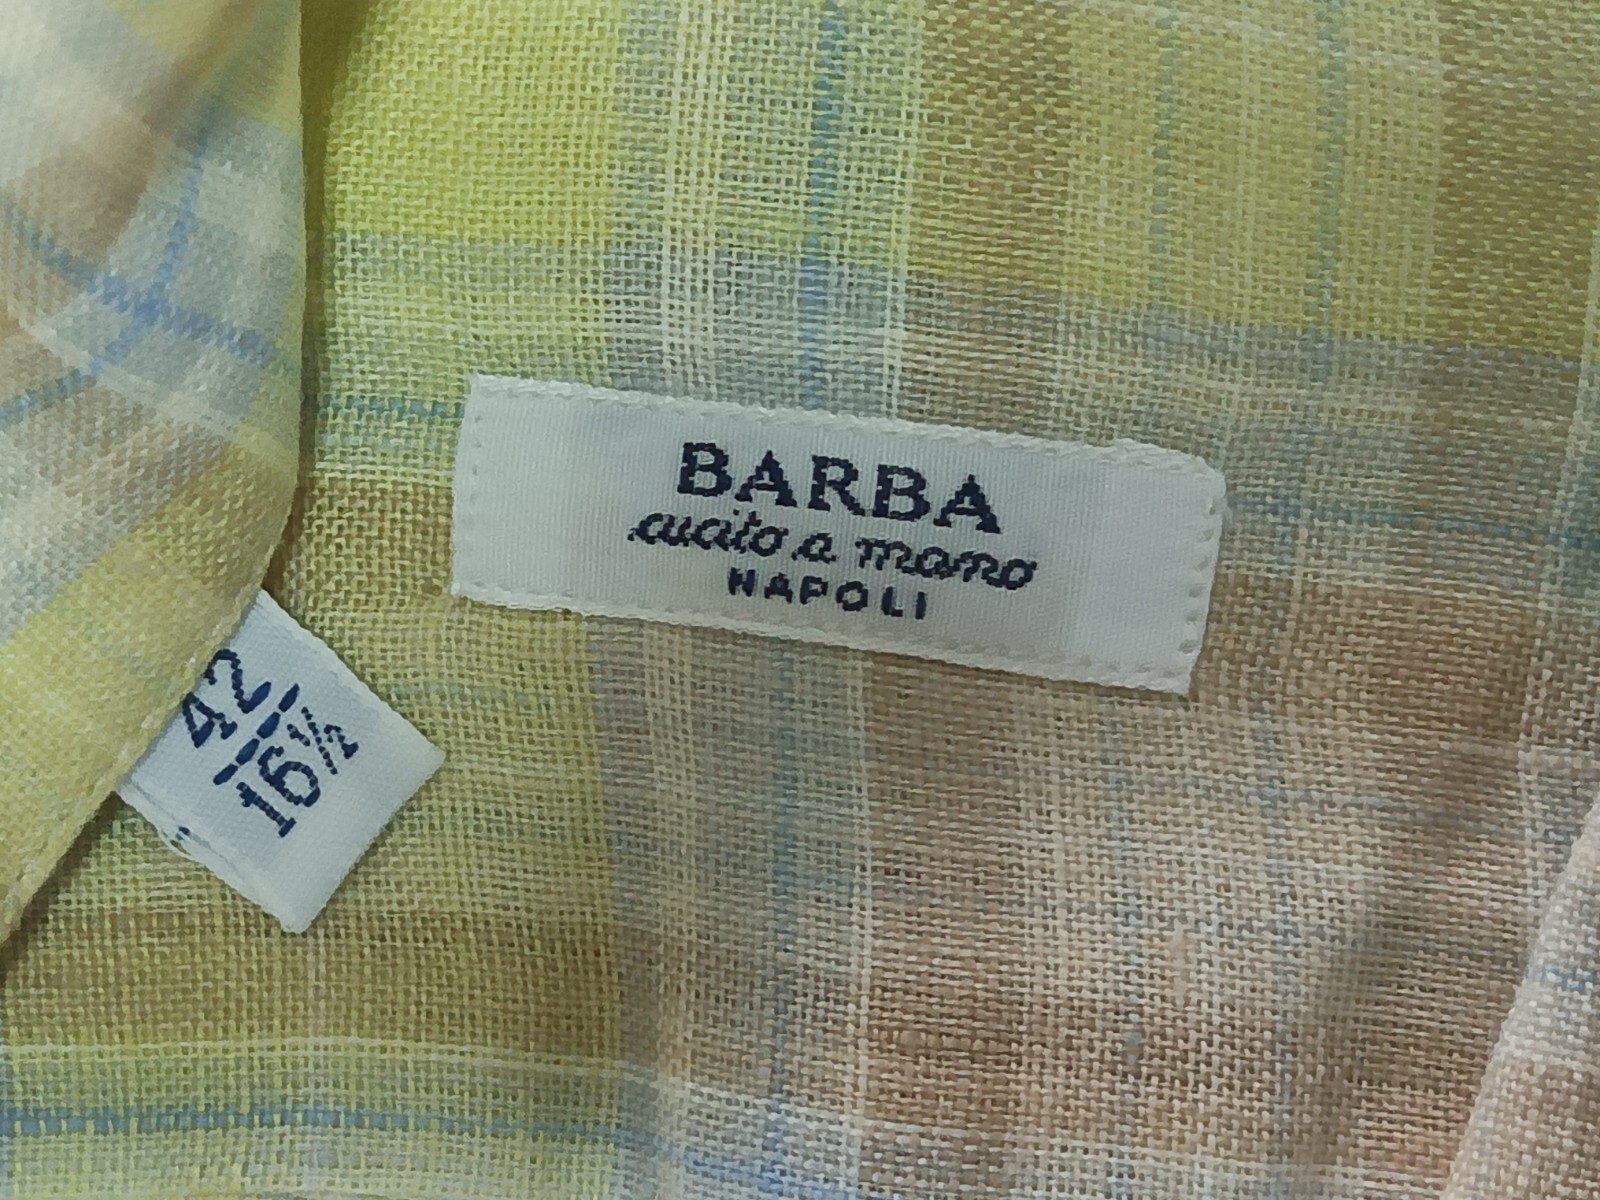 BARBA
cucito a mano
NAPOLI
42
16½